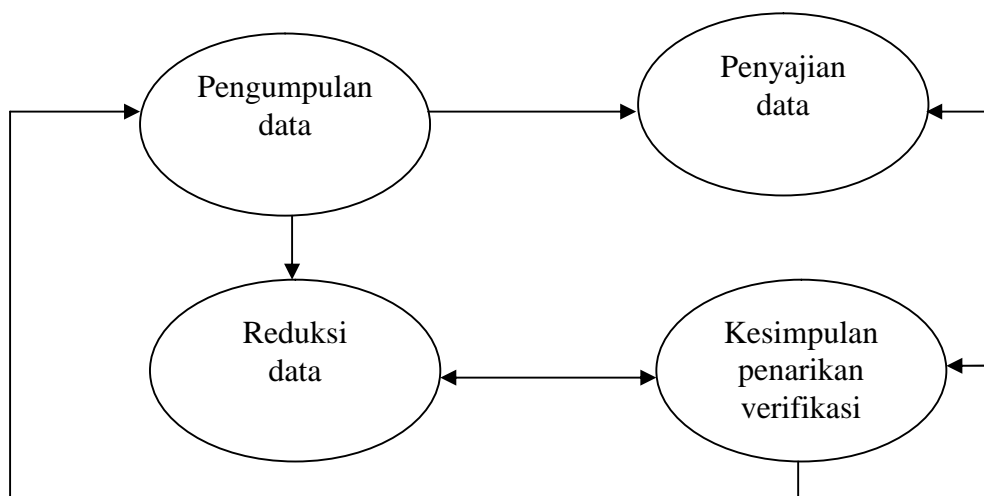 Pengumpulan
data
Penyajian
data
Reduksi
data
Kesimpulan
penarikan
verifikasi